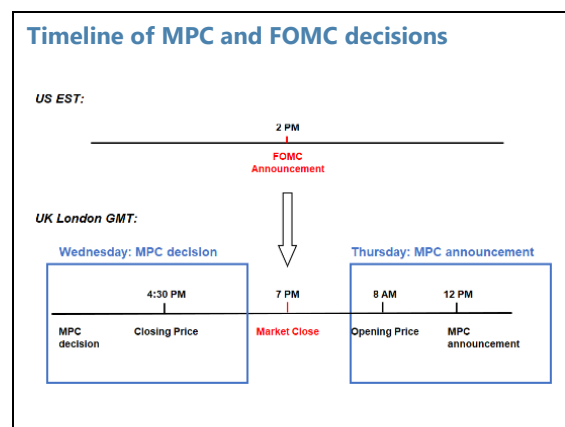 Timeline of MPC and FOMC decisions
US EST:
2 PM
FOMC
Announcement
UK London GMT:
Wednesday: MPC decision
Thursday: MPC announcement
4:30 PM
7 PM
8 AM
12 PM
MPC
decision
Closing Price
Market Close
Opening Price
MPC
announcement